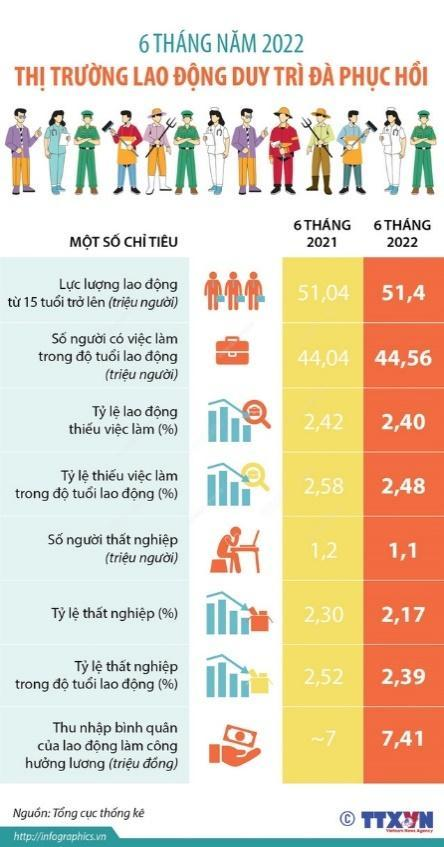 6 THÁNG NĂM 2022
THỊ TRƯỜNG LAO ĐỘNG DUY TRÌ ĐÀ PHỤC HỒI
MỘT SỐ CHỈ TIÊU
6 THÁNG
2021
6 THÁNG
2022
Lực lượng lao động
từ 15 tuổi trở lên (triệu người)
51,04
51,4
Số người có việc làm
trong độ tuổi lao động
(triệu người)
44,04
44,56
Tỷ lệ lao động
thiếu việc làm (%)
2,42
2,40
Tỷ lệ thiếu việc làm
trong độ tuổi lao động (%)
2,58
2,48
Số người thất nghiệp
(triệu người)
1,2
1,1
Tỷ lệ thất nghiệp (%)
2,30
2,17
Tỷ lệ thất nghiệp
trong độ tuổi lao động (%)
2,52
2,39
Thu nhập bình quân
của lao động làm công
hưởng lương (triệu đồng)
~7
7,41
Nguồn: Tổng cục thống kê
© TTXVN
Vietnam News Agency
http://infographics.vn